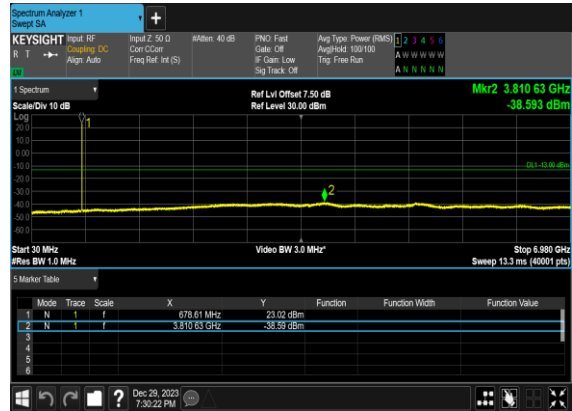 Spectrum Analyzer 1
Swept SA
KEYSIGHT
R T
Input: RF
Coupling: DC
Align: Auto
Input Z: 50 Ω
Corr CCorr
Freq Ref: Int (S)
#Atten: 40 dB
PNO: Fast
Gate: Off
IF Gain: Low
Sig Track: Off
Avg Type: Power (RMS)
Avg|Hold: 100/100
Trig: Free Run
1 2 3 4 5 6
A W W W W W
A N N N N N
1 Spectrum
Scale/Div 10 dB
Ref Lvl Offset 7.50 dB
Ref Level 30.00 dBm
Mkr2 3.810 63 GHz
-38.593 dBm
Log
20.0
10.0
0.00
-10.0
-20.0
-30.0
-40.0
-50.0
-60.0
1
2
DL1 -13.00 dBm
Start 30 MHz
#Res BW 1.0 MHz
Video BW 3.0 MHz*
Stop 6.980 GHz
Sweep 13.3 ms (40001 pts)
5 Marker Table
Mode Trace Scale X Y Function Function Width Function Value
1 N 1 f 678.61 MHz 23.02 dBm
2 N 1 f 3.810 63 GHz -38.59 dBm
3
4
5
6
?
Dec 29, 2023
7:30:22 PM